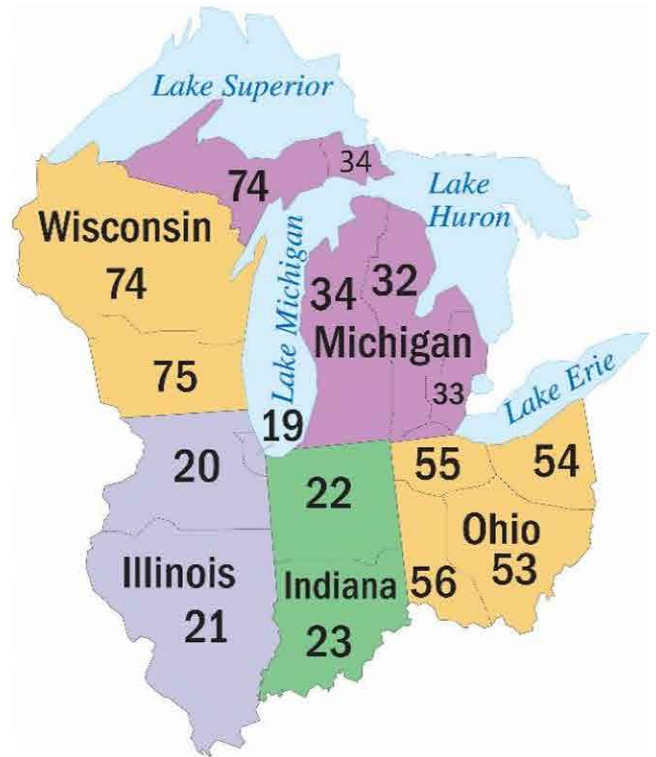 Lake Superior
34
74
Lake
Huron
Wisconsin
74
Lake Michigan
34
32
Michigan
75
33
Lake Erie
19
20
55
54
22
Ohio
53
Illinois
21
Indiana
23
56